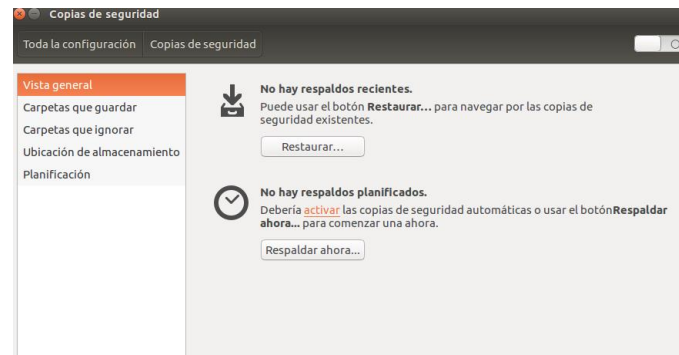 Copias de seguridad
Toda la configuración Copias de seguridad
Vista general
Carpetas que guardar
Carpetas que ignorar
Ubicación de almacenamiento
Planificación
No hay respaldos recientes.
Puede usar el botón Restaurar... para navegar por las copias de
seguridad existentes.
Restaurar...
No hay respaldos planificados.
Debería activar las copias de seguridad automáticas o usar el botónRespaldar
ahora... para comenzar una ahora.
Respaldar ahora...